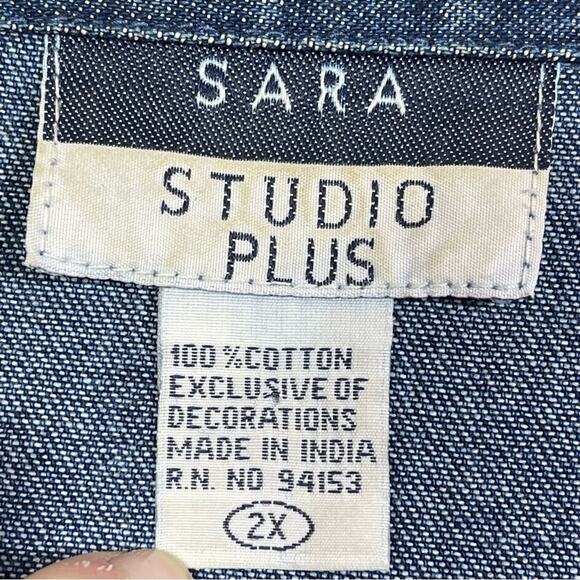 SARA
STUDIO
PLUS
100 % COTTON
EXCLUSIVE OF
DECORATIONS
MADE IN INDIA
R.N. NO 94153
2X